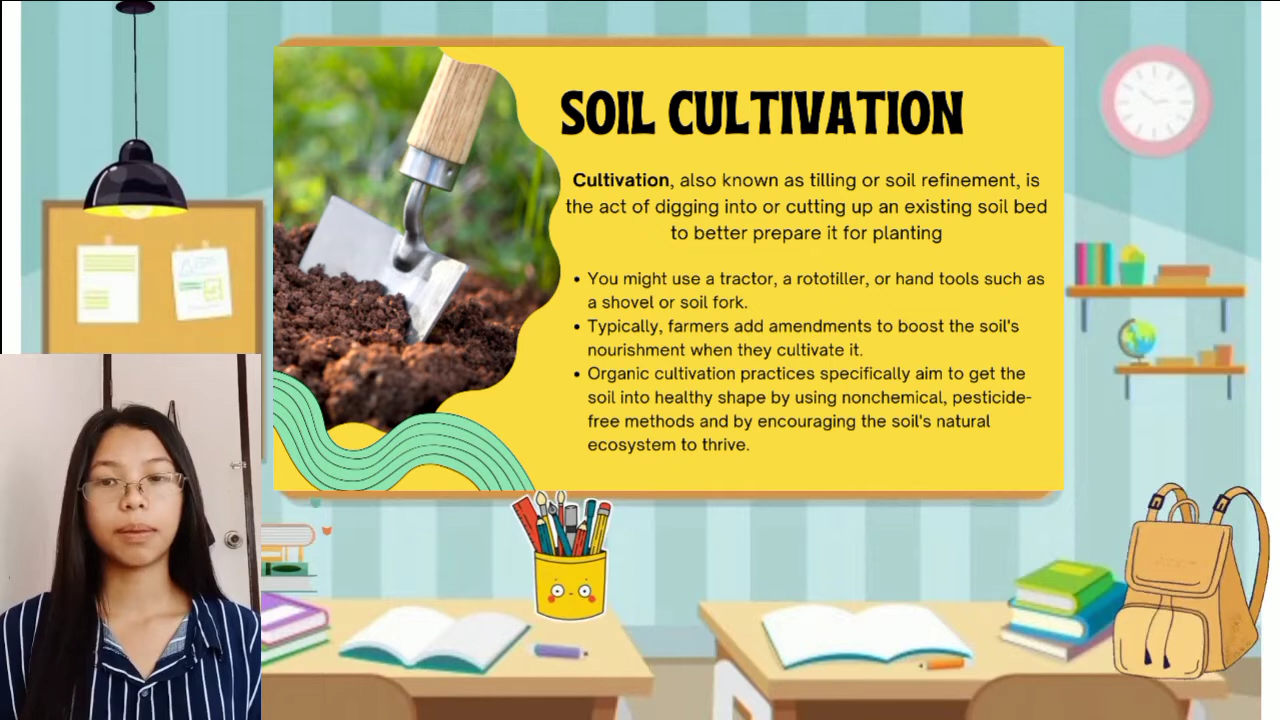 SOIL CULTIVATION
Cultivation, also known as tilling or soil refinement, is
the act of digging into or cutting up an existing soil bed
to better prepare it for planting
• You might use a tractor, a rototiller, or hand tools such as
a shovel or soil fork.
• Typically, farmers add amendments to boost the soil's
nourishment when they cultivate it.
• Organic cultivation practices specifically aim to get the
soil into healthy shape by using nonchemical, pesticide-
free methods and by encouraging the soil's natural
ecosystem to thrive.